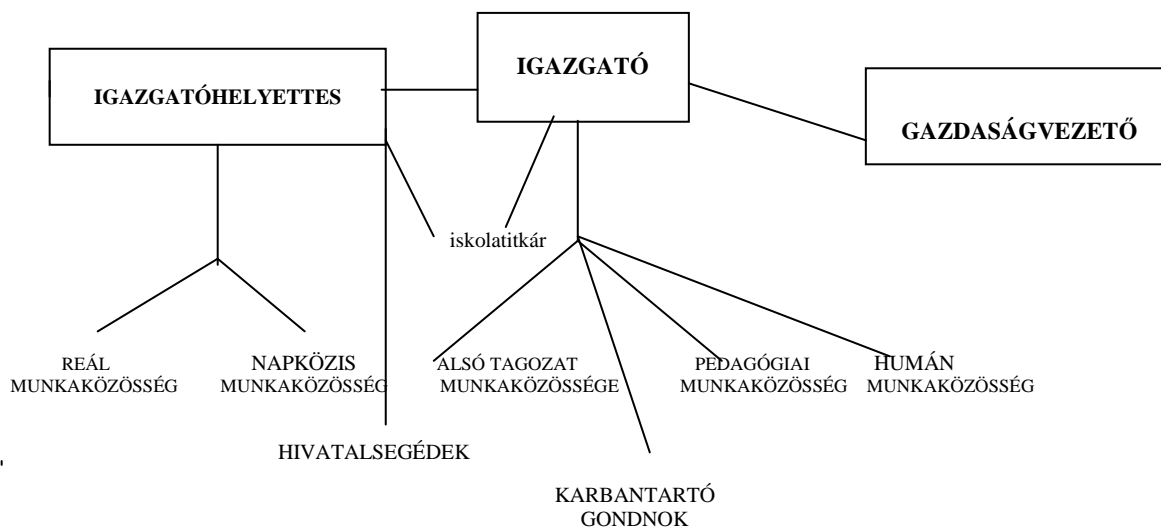 IGAZGATÓ
IGAZGATÓHELYETTES
GAZDASÁGVEZETŐ
iskolatitkár
REÁL
MUNKAKÖZÖSSÉG
NAPKÖZIS
MUNKAKÖZÖSSÉG
ALSÓ TAGOZAT
MUNKAKÖZÖSSÉGE
PEDAGÓGIAI
MUNKAKÖZÖSSÉG
HUMÁN
MUNKAKÖZÖSSÉG
HIVATALSEGÉDEK
KARBANTARTÓ
GONDNOK